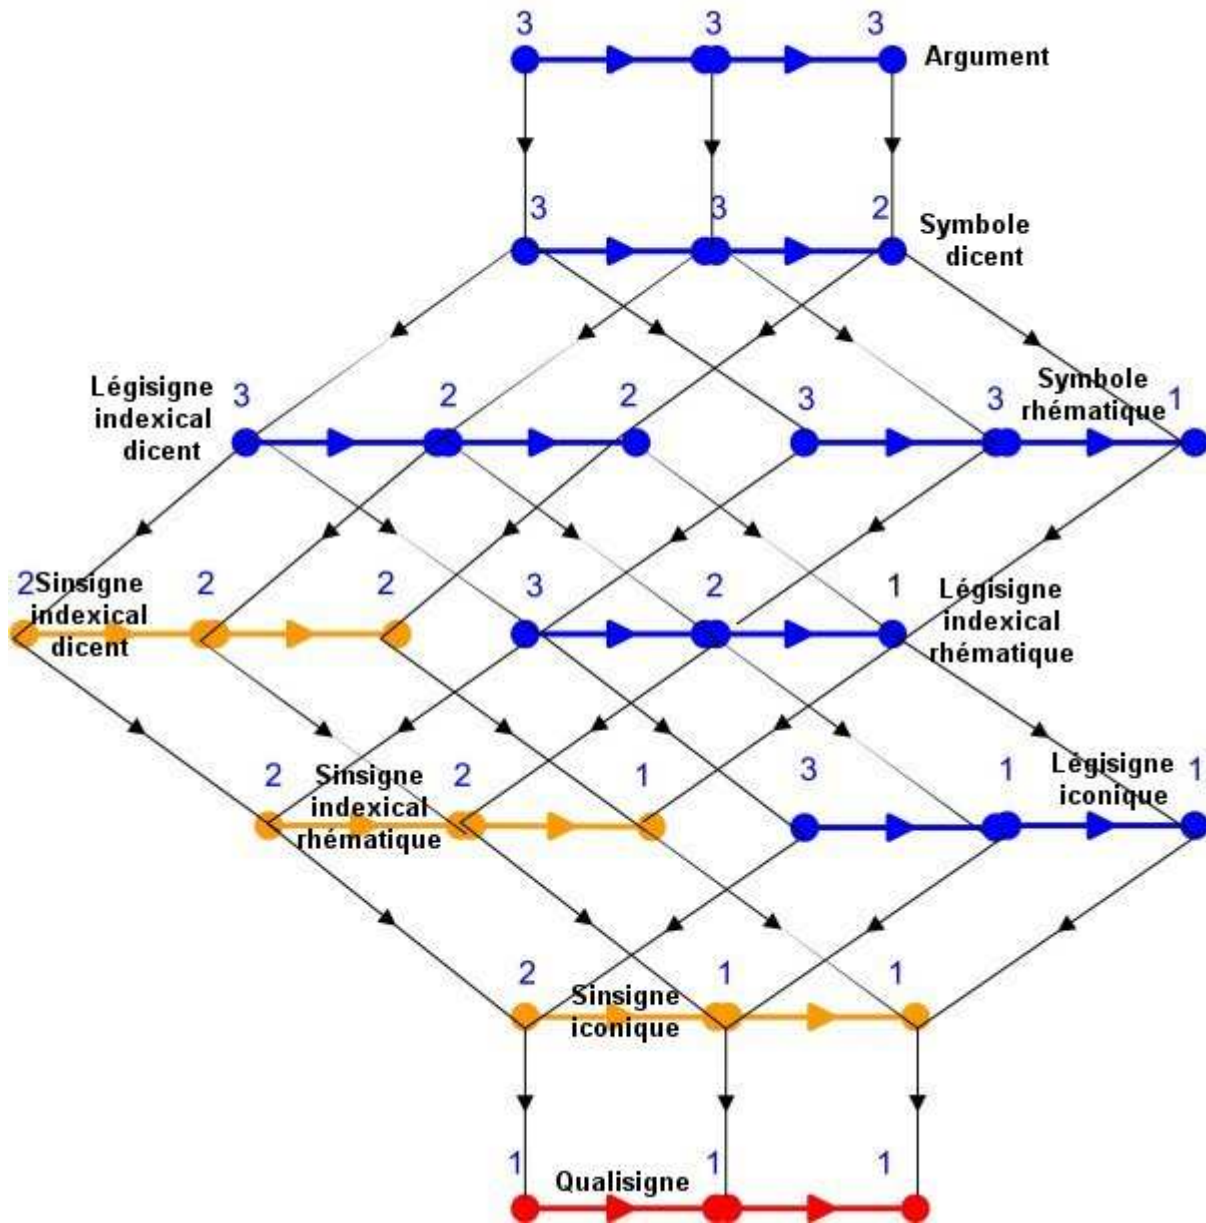 3 3 3
Argument
3 3 2
Symbole
dicent
Légisigne
indexical
dicent
3 2 2
3 3 1
Symbole
rhématique
2 2 2
Sinsigne
indexical
dicent
3 2 1
Légisigne
indexical
rhématique
2 2 1
Sinsigne
indexical
rhématique
3 1 1
Légisigne
iconique
2 1 1
Sinsigne
iconique
1 1 1
Qualisigne